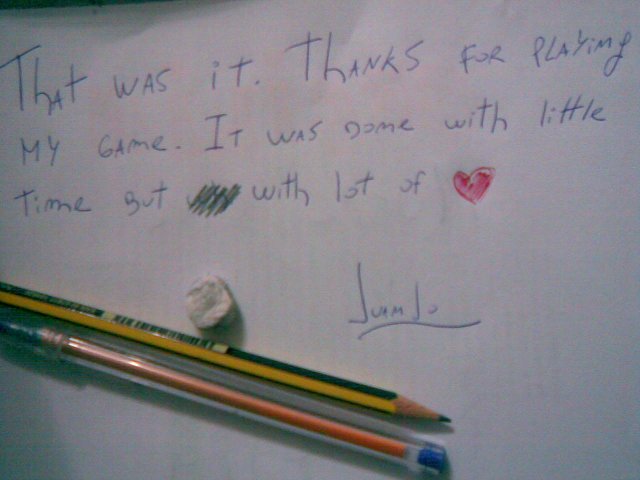 That was it. Thanks for playing
my game. It was done with little
time but with lot of ❤
Juanjo